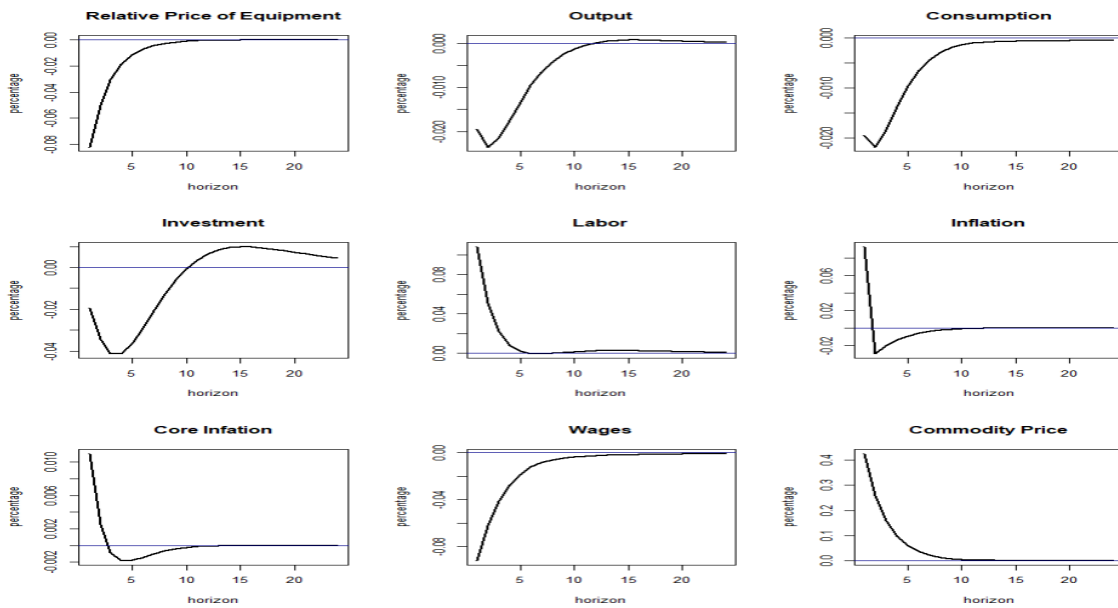 Relative Price of Equipment
percentage
0.00
-0.02
-0.04
-0.06
-0.08
5 10 15 20
horizon
Output
percentage
0.000
-0.010
-0.020
5 10 15 20
horizon
Consumption
percentage
0.000
-0.010
-0.020
5 10 15 20
horizon
Investment
percentage
0.00
-0.02
-0.04
5 10 15 20
horizon
Labor
percentage
0.08
0.04
0.00
5 10 15 20
horizon
Inflation
percentage
0.06
0.02
-0.02
5 10 15 20
horizon
Core Infation
percentage
0.010
0.006
0.002
-0.002
5 10 15 20
horizon
Wages
percentage
0.00
-0.04
-0.08
5 10 15 20
horizon
Commodity Price
percentage
0.4
0.3
0.2
0.1
0.0
5 10 15 20
horizon